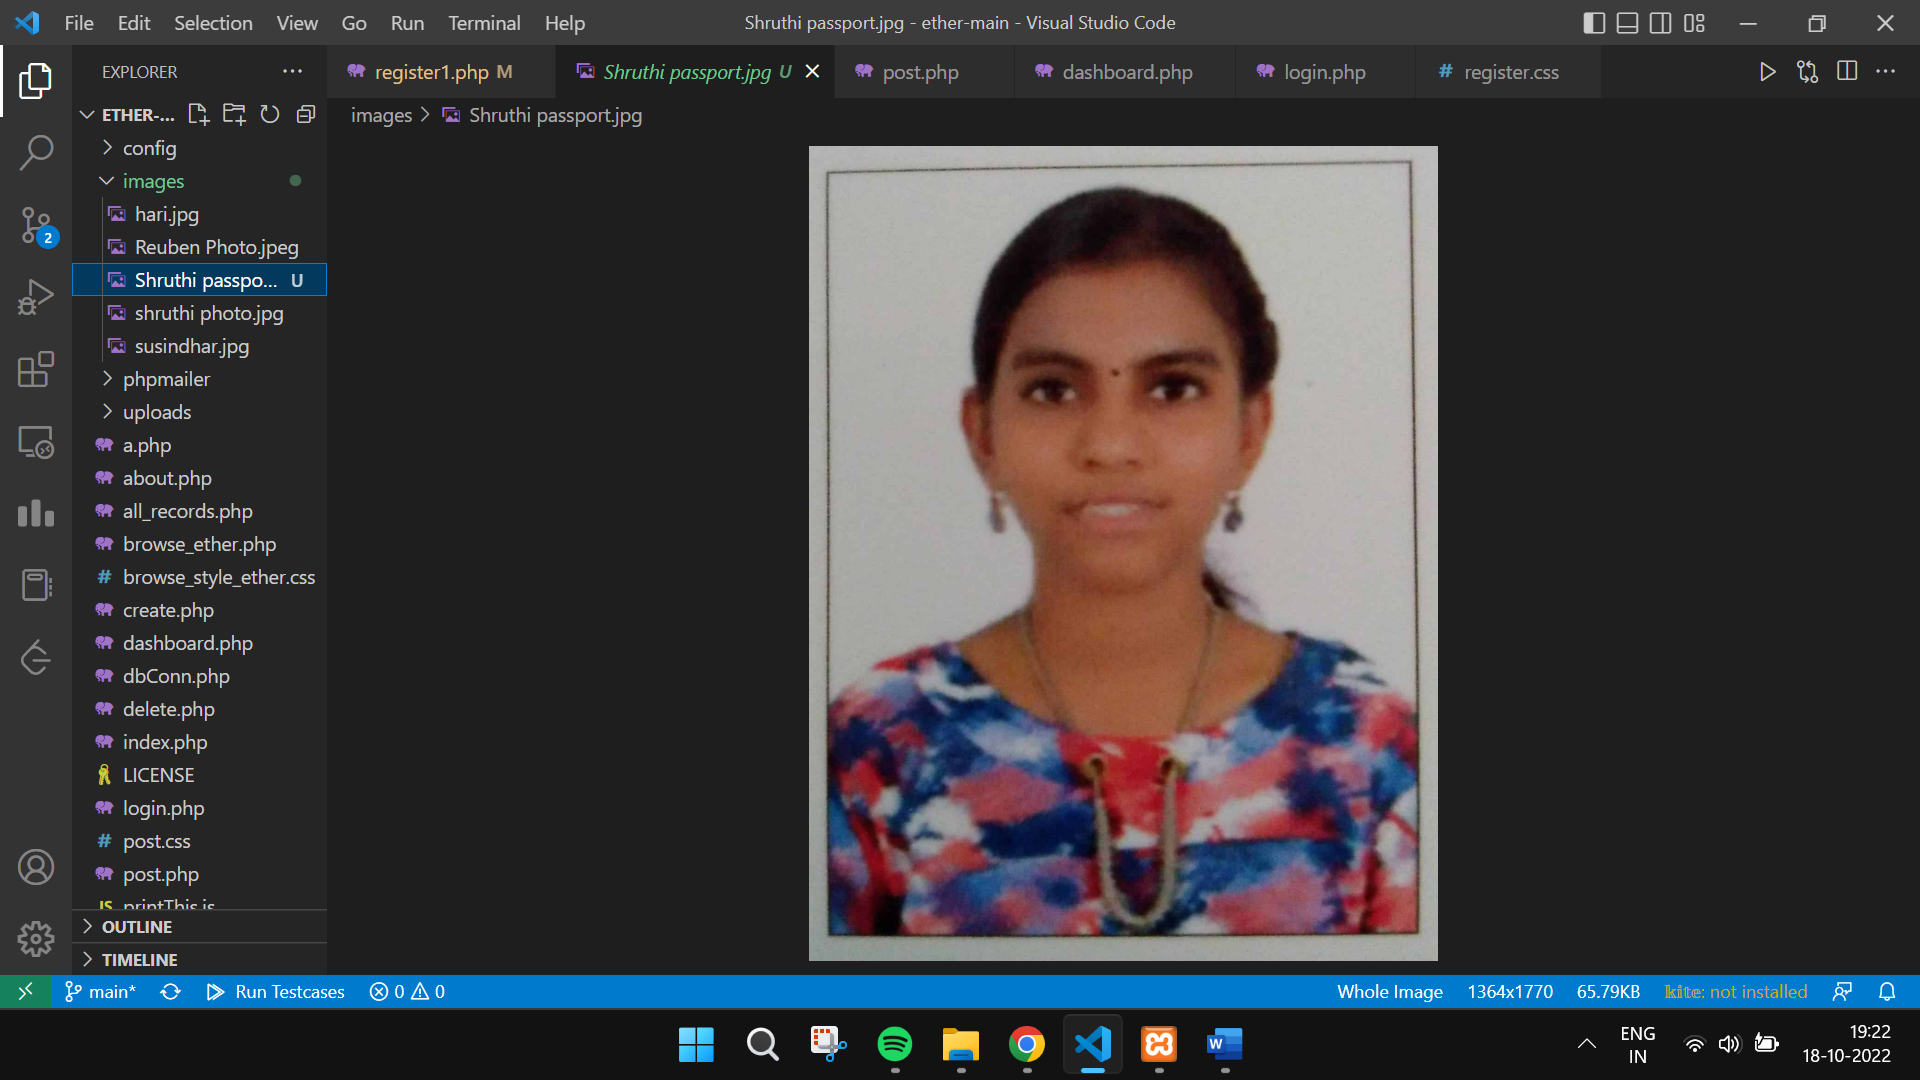 File Edit Selection View Go Run Terminal Help
Shruthi passport.jpg - ether-main - Visual Studio Code
EXPLORER
register1.php M
Shruthi passport.jpg U
post.php
dashboard.php
login.php
# register.css
ETHER-...
images > Shruthi passport.jpg
config
images
hari.jpg
Reuben Photo.jpeg
Shruthi passpo... U
shruthi photo.jpg
susindhar.jpg
phpmailer
uploads
a.php
about.php
all_records.php
browse_ether.php
# browse_style_ether.css
create.php
dashboard.php
dbConn.php
delete.php
index.php
LICENSE
login.php
# post.css
post.php
JS printThis.js
OUTLINE
TIMELINE
2
main* Run Testcases 0 0
Whole Image 1364x1770 65.79KB kite: not installed
ENG
IN
19:22
18-10-2022